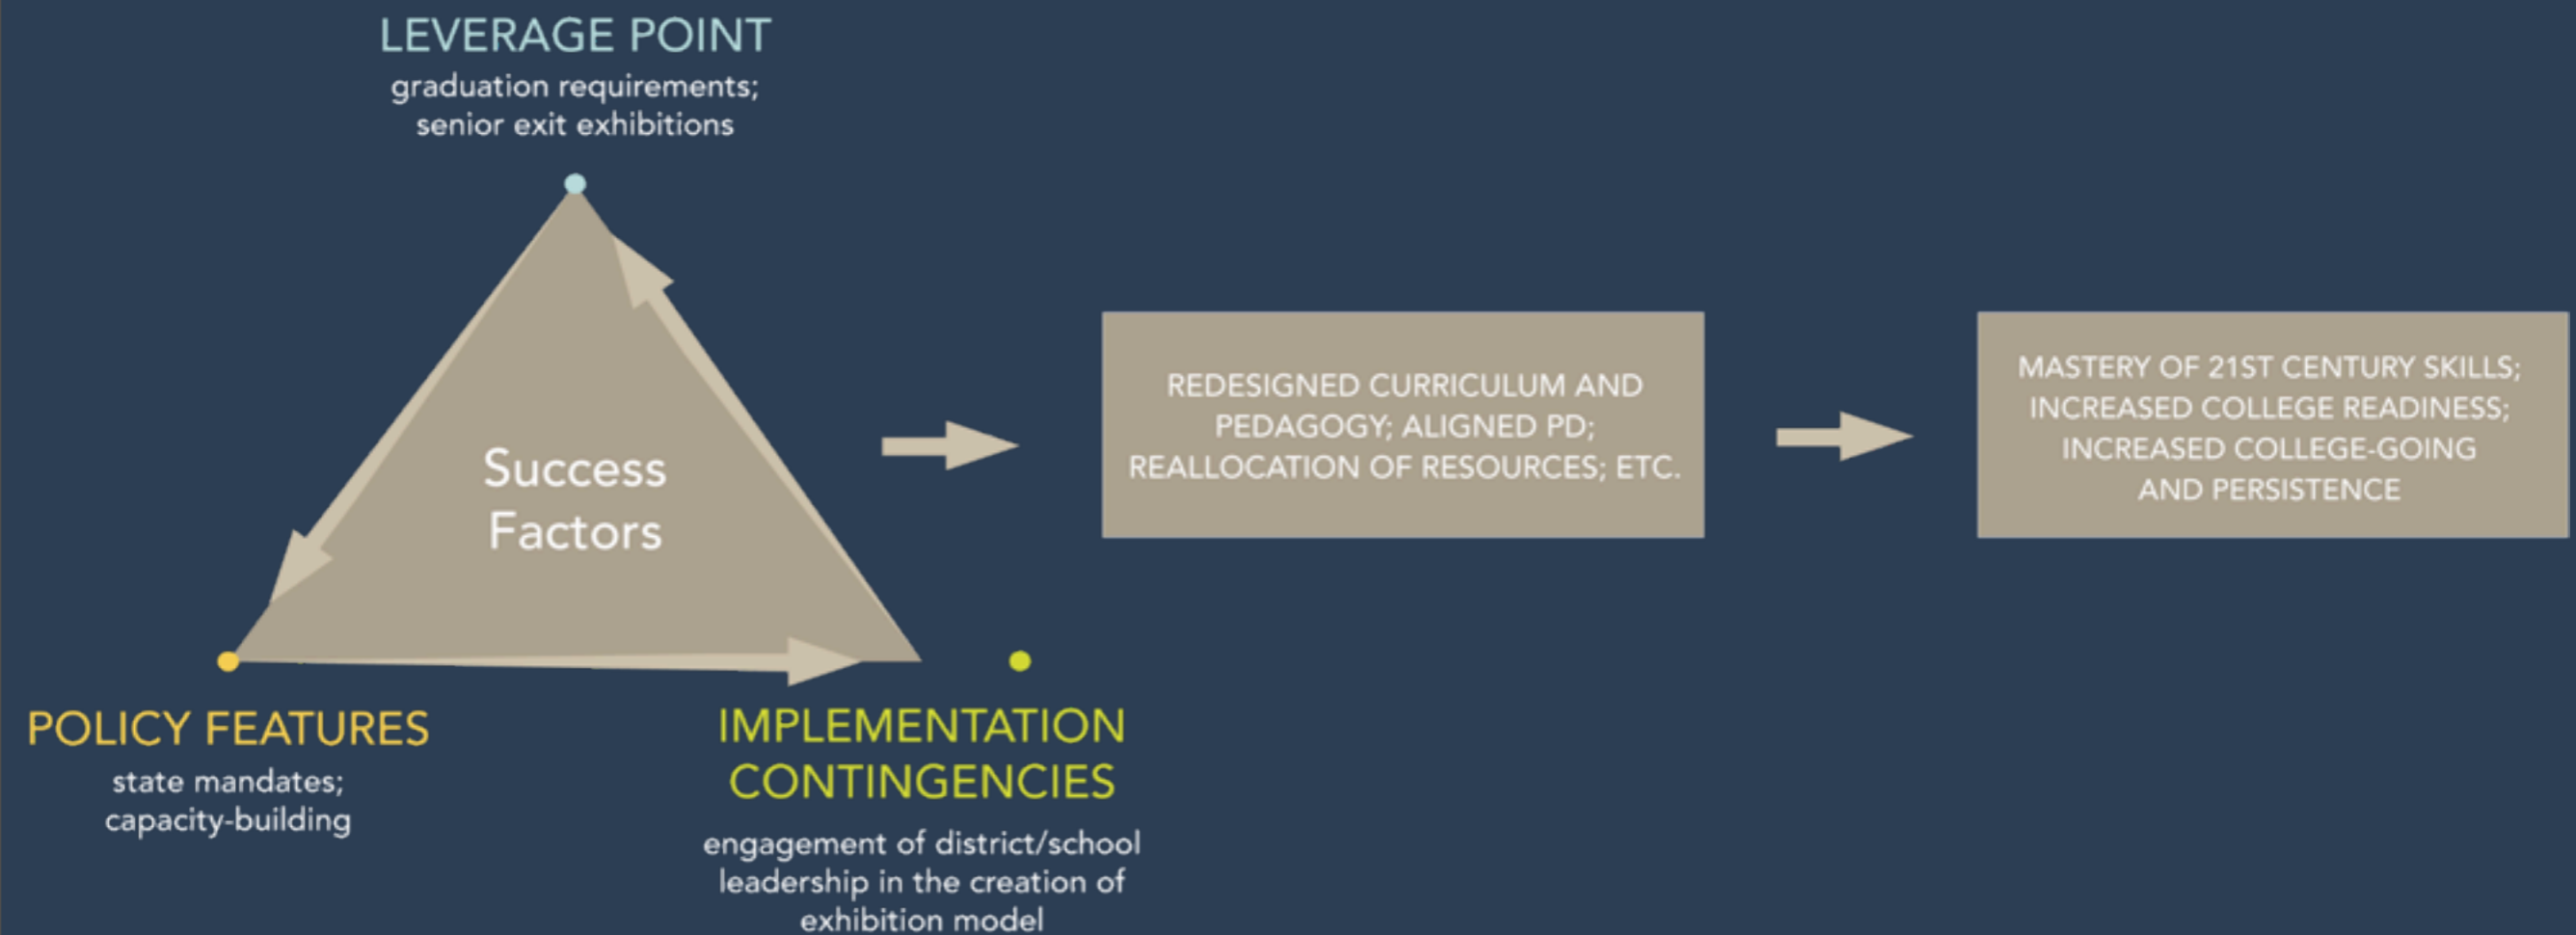 LEVERAGE POINT
graduation requirements;
senior exit exhibitions
Success
Factors
POLICY FEATURES
state mandates;
capacity-building
IMPLEMENTATION
CONTINGENCIES
engagement of district/school
leadership in the creation of
exhibition model
REDESIGNED CURRICULUM AND
PEDAGOGY; ALIGNED PD;
REALLOCATION OF RESOURCES; ETC.
MASTERY OF 21ST CENTURY SKILLS;
INCREASED COLLEGE READINESS;
INCREASED COLLEGE-GOING
AND PERSISTENCE